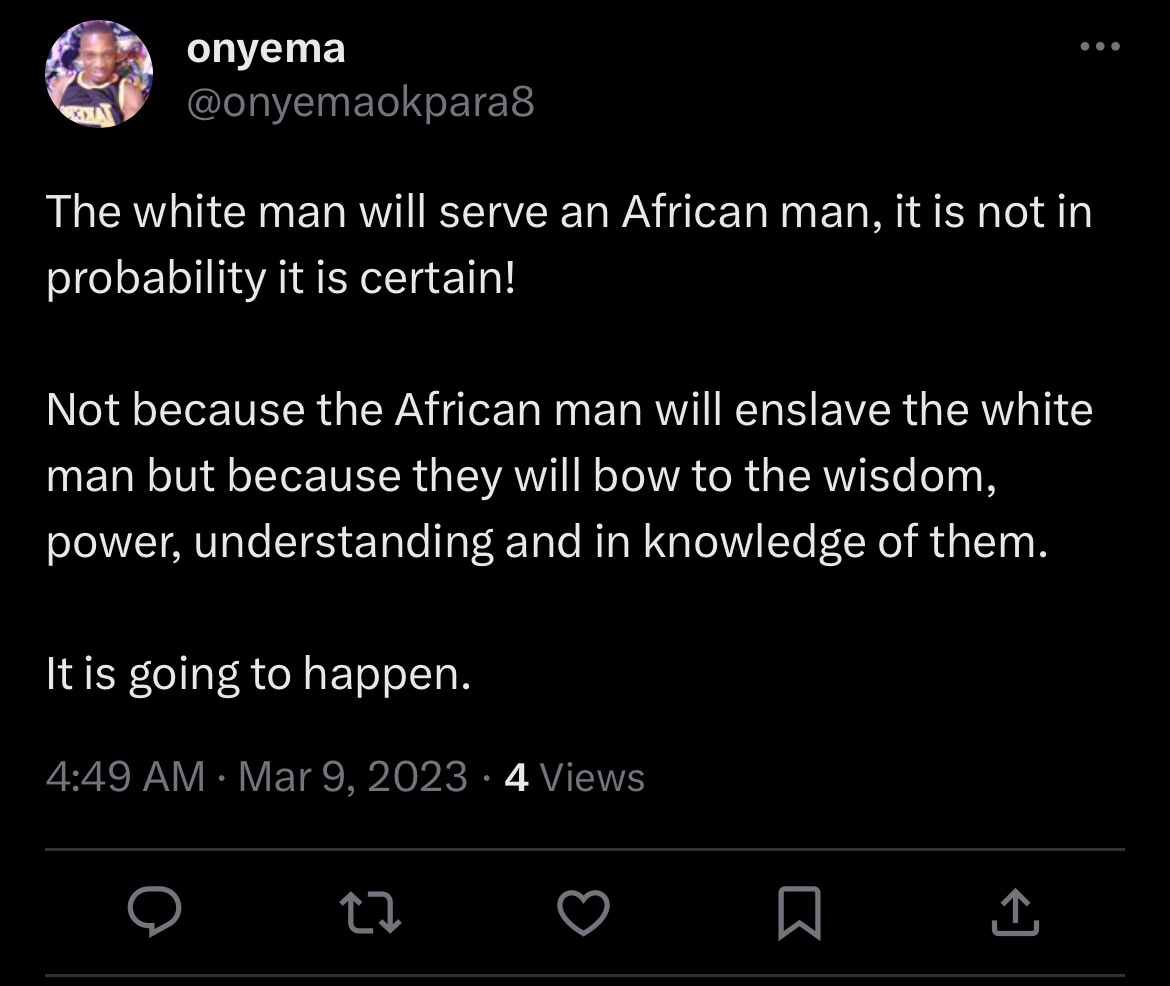 onyema
@onyemaokpara8
The white man will serve an African man, it is not in
probability it is certain!
Not because the African man will enslave the white
man but because they will bow to the wisdom,
power, understanding and in knowledge of them.
It is going to happen.
4:49 AM · Mar 9, 2023 · 4 Views